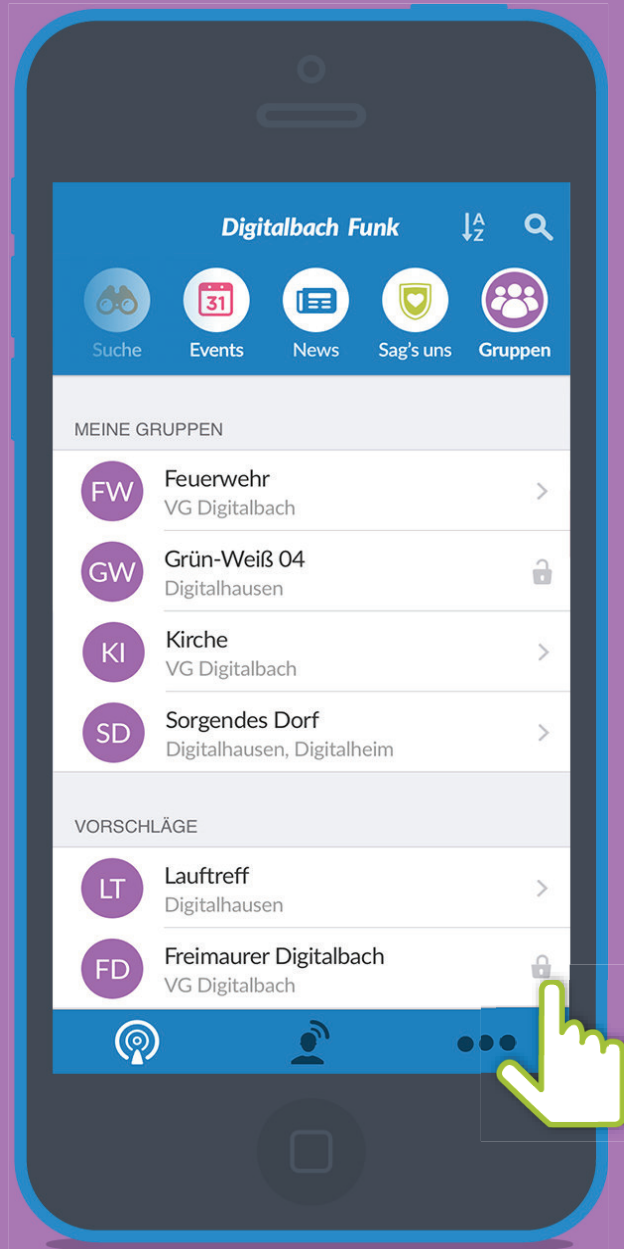 Digitalbach Funk
A
Z
31
Suche
Events
News
Sag's uns
Gruppen
MEINE GRUPPEN
FW
Feuerwehr
VG Digitalbach
GW
Grün-Weiß 04
Digitalhausen
KI
Kirche
VG Digitalbach
SD
Sorgendes Dorf
Digitalhausen, Digitalheim
VORSCHLÄGE
LT
Lauftreff
Digitalhausen
FD
Freimaurer Digitalbach
VG Digitalbach